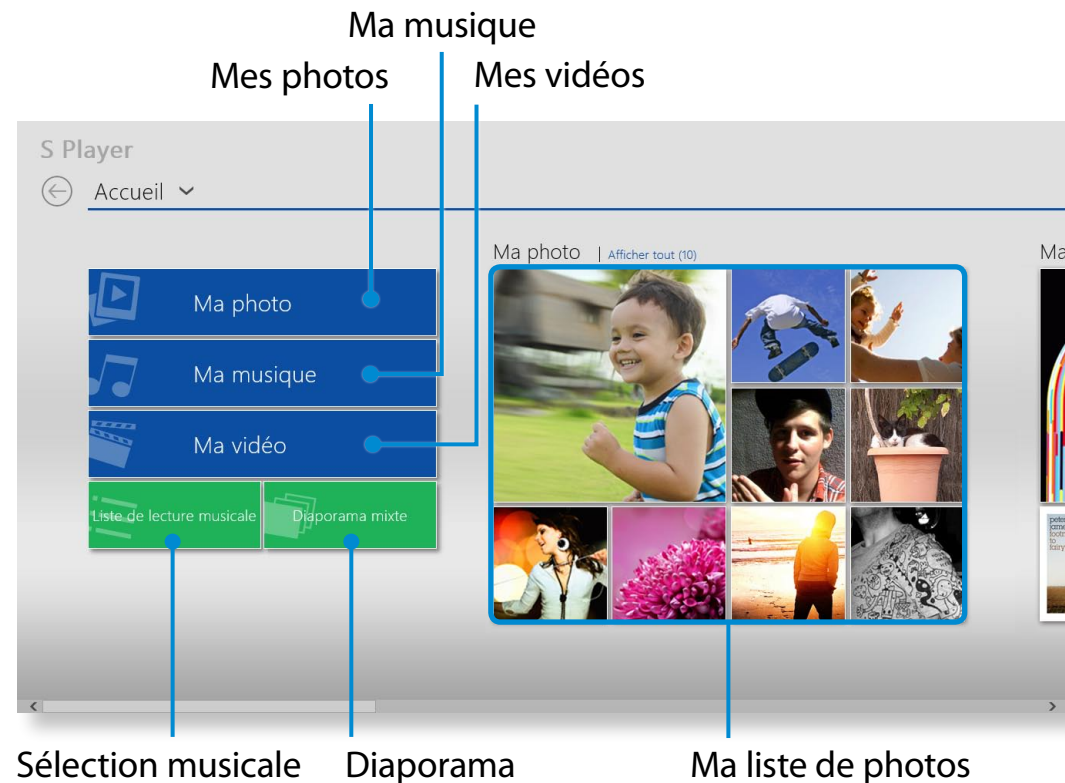 Ma musique
Mes photos
Mes vidéos
S Player
Accueil
Ma photo | Afficher tout (10)
Ma
Ma photo
Ma musique
Ma vidéo
Liste de lecture musicale
Diaporama mixte
Sélection musicale
Diaporama
Ma liste de photos